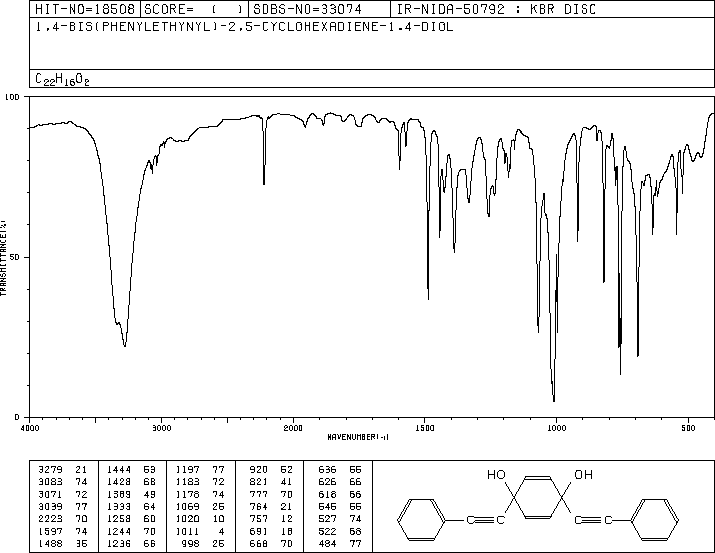 HIT-NO=18508 SCORE= ( ) SDBS-NO=33074 IR-NIDA-50792 : KBR DISC
1,4-BIS(PHENYLETHYNYL)-2,5-CYCLOHEXADIENE-1,4-DIOL
C22H16O2
100
50
0
TRANSMITTANCE(%)
4000 3000 2000 1500 1000 500
WAVENUMBER(-1)
3279 21 1444 53 1197 77 920 52 636 55
3083 74 1428 68 1183 72 821 41 626 66
3071 72 1389 49 1178 74 777 70 618 66
3039 77 1333 64 1069 25 764 21 545 55
2223 70 1258 60 1020 10 757 12 527 74
1597 74 1244 70 1011 4 691 18 522 68
1488 35 1236 66 998 25 668 70 484 77
HO OH
C C C C